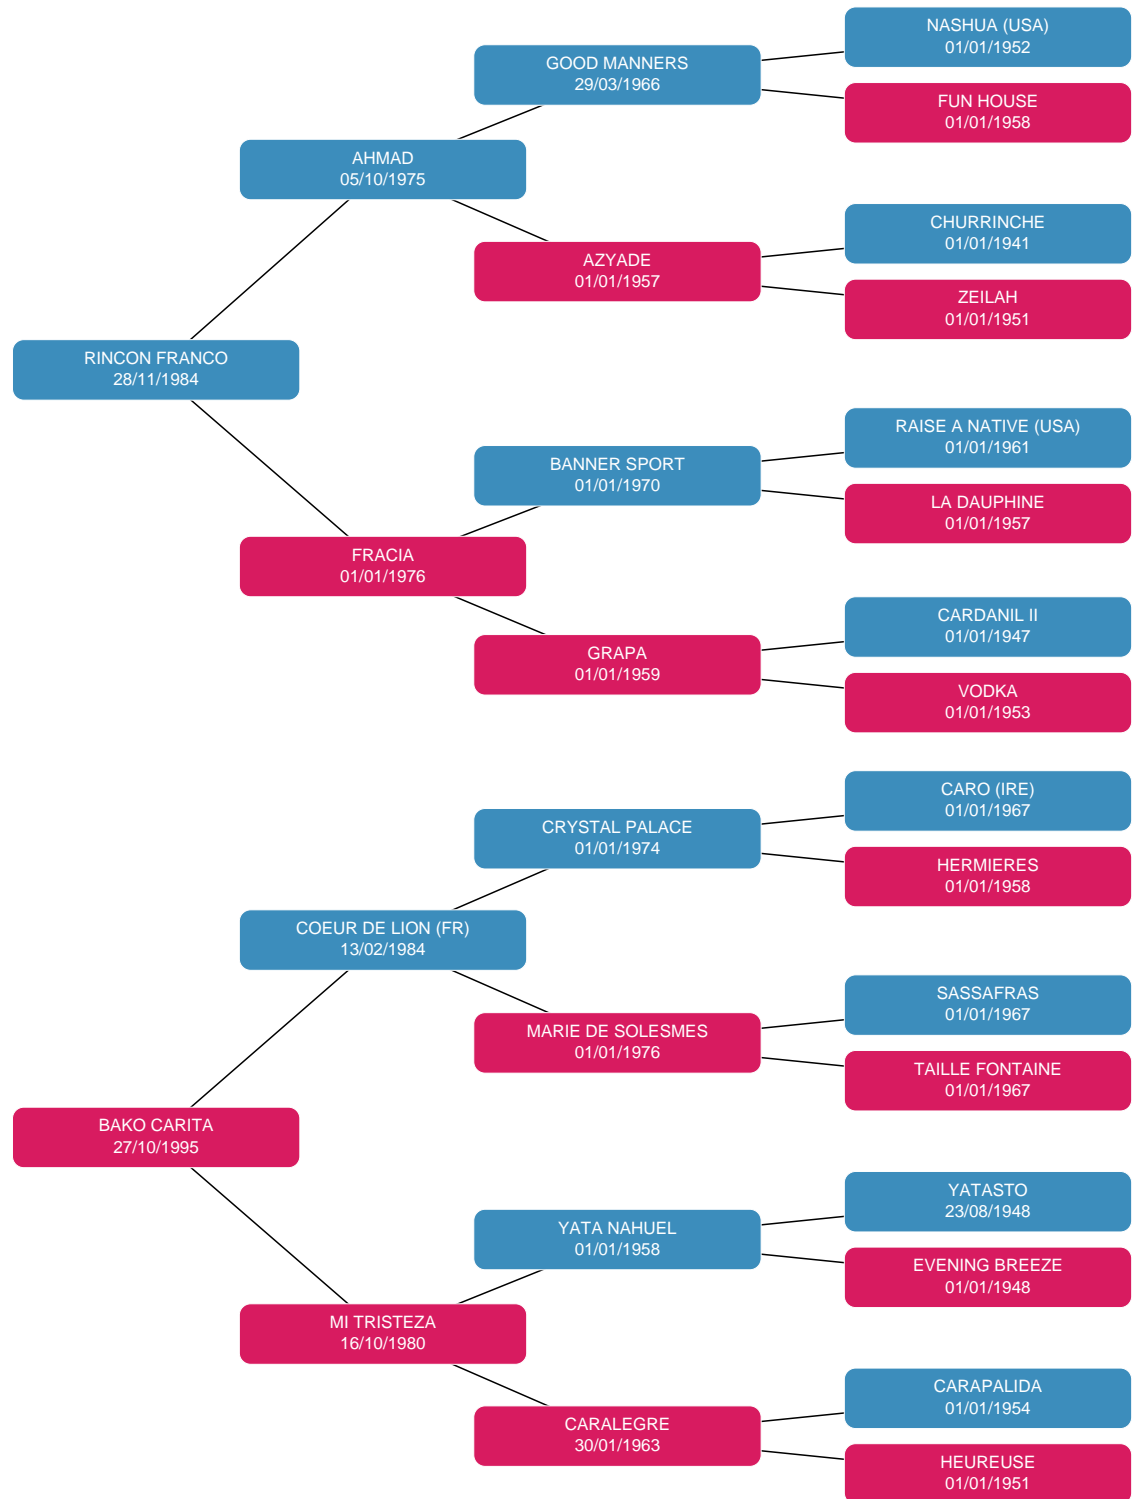 NASHUA (USA)
01/01/1952
GOOD MANNERS
29/03/1966
FUN HOUSE
01/01/1958
AHMAD
05/10/1975
CHURRINCHE
01/01/1941
AZYADE
01/01/1957
ZEILAH
01/01/1951
RINCON FRANCO
28/11/1984
RAISE A NATIVE (USA)
01/01/1961
BANNER SPORT
01/01/1970
LA DAUPHINE
01/01/1957
FRACIA
01/01/1976
CARDANIL II
01/01/1947
GRAPA
01/01/1959
VODKA
01/01/1953
CARO (IRE)
01/01/1967
CRYSTAL PALACE
01/01/1974
HERMIERES
01/01/1958
COEUR DE LION (FR)
13/02/1984
SASSAFRAS
01/01/1967
MARIE DE SOLESMES
01/01/1976
TAILLE FONTAINE
01/01/1967
BAKO CARITA
27/10/1995
YATASTO
23/08/1948
YATA NAHUEL
01/01/1958
EVENING BREEZE
01/01/1948
MI TRISTEZA
16/10/1980
CARAPALIDA
01/01/1954
CARALEGRE
30/01/1963
HEUREUSE
01/01/1951